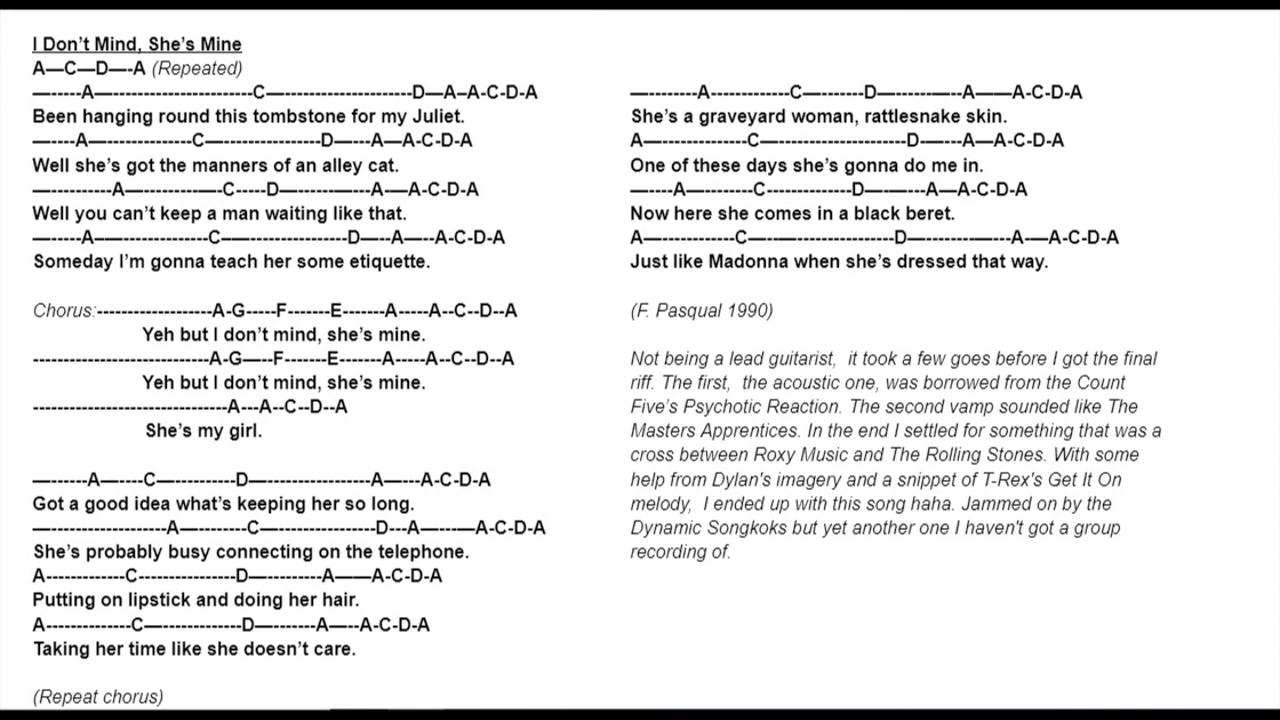 I Don't Mind, She's Mine
A—C—D—-A (Repeated)
—-----A—-------------------------C—----------------------D—A–A-C-D-A
Been hanging round this tombstone for my Juliet.
—----A—----------------C—------------------D—---A—A-C-D-A
Well she's got the manners of an alley cat.
—----------A—---------------—C-----D—---------—----A-—A-C-D-A
Well you can't keep a man waiting like that.
—-----A-—---------------C—--------------------D—--A—--A-C-D-A
Someday I'm gonna teach her some etiquette.
Chorus:-------------------A-G-----F-------E-------A-----A--C--D--A
Yeh but I don't mind, she's mine.
-----------------------------A-G—--F-------E-------A-----A--C--D--A
Yeh but I don't mind, she's mine.
--------------------------------A---A--C--D--A
She's my girl.
—------A—----C—------------D—-------------------A—---A-C-D-A
Got a good idea what's keeping her so long.
—--------------------A—---------C—------------------D---A—----—A-C-D-A
She's probably busy connecting on the telephone.
A-------------C----------------D—-----------A-——A-C-D-A
Putting on lipstick and doing her hair.
A--------------C—--------------D—--------A—--A-C-D-A
Taking her time like she doesn't care.
(Repeat chorus)
—---------A-------------C—-------D—-------—---A-——A-C-D-A
She's a graveyard woman, rattlesnake skin.
A-----------------C—-----------------------D—-----A—A-C-D-A
One of these days she's gonna do me in.
—-----A—---------C--------------D—---—----A—A-C-D-A
Now here she comes in a black beret.
A—------------C—--—-------------------D—----------—----A-—A-C-D-A
Just like Madonna when she's dressed that way.
(F. Pasqual 1990)
Not being a lead guitarist,  it took a few goes before I got the final
riff. The first,  the acoustic one, was borrowed from the Count
Five's Psychotic Reaction. The second vamp sounded like The
Masters Apprentices. In the end I settled for something that was a
cross between Roxy Music and The Rolling Stones. With some
help from Dylan's imagery and a snippet of T-Rex's Get It On
melody,  I ended up with this song haha. Jammed on by the
Dynamic Songkoks but yet another one I haven't got a group
recording of.